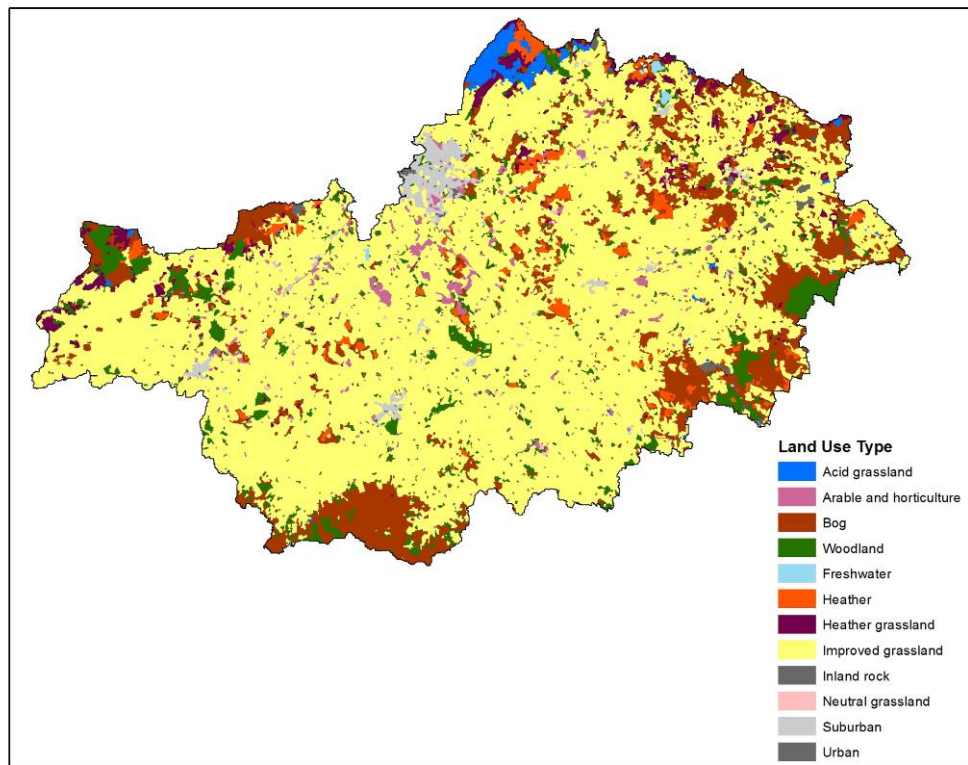 Land Use Type
Acid grassland
Arable and horticulture
Bog
Woodland
Freshwater
Heather
Heather grassland
Improved grassland
Inland rock
Neutral grassland
Suburban
Urban